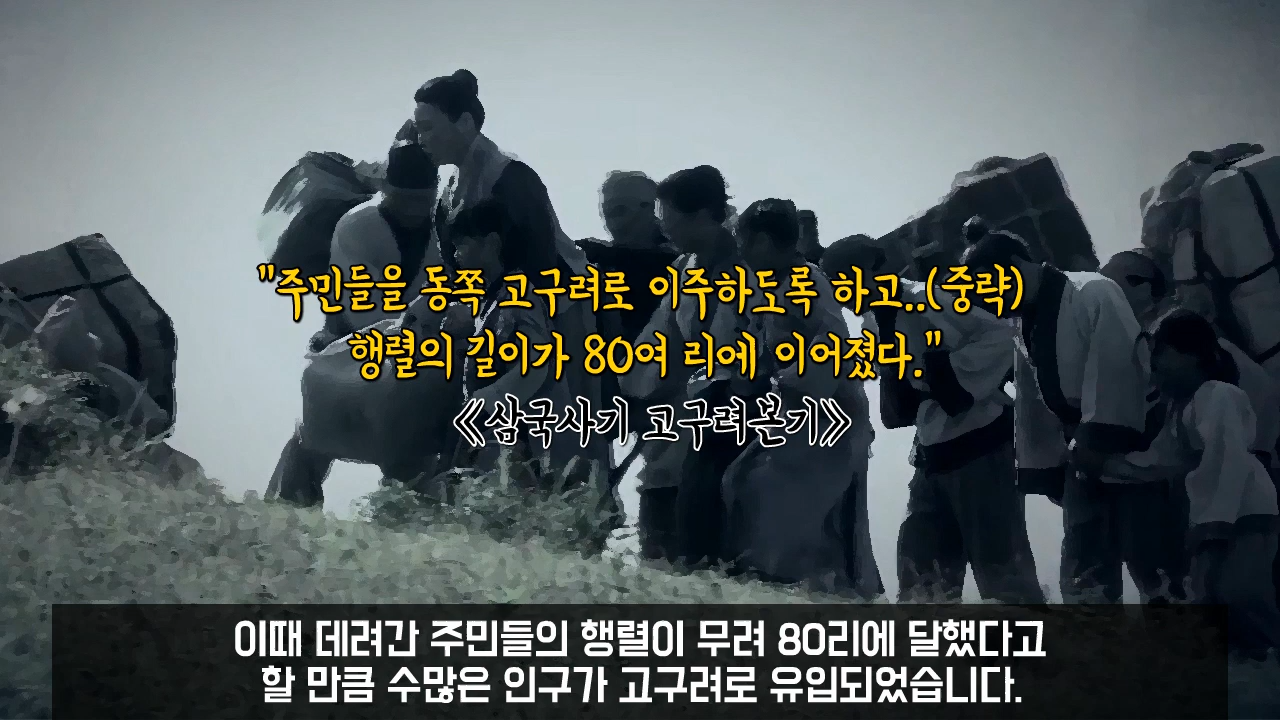 "주민들을 동쪽 고구려로 이주하도록 하고..(중략)
행렬의 길이가 80여 리에 이어졌다."
《삼국사기 고구려본기》
이때 데려간 주민들의 행렬이 무려 80리에 달했다고
할 만큼 수많은 인구가 고구려로 유입되었습니다.